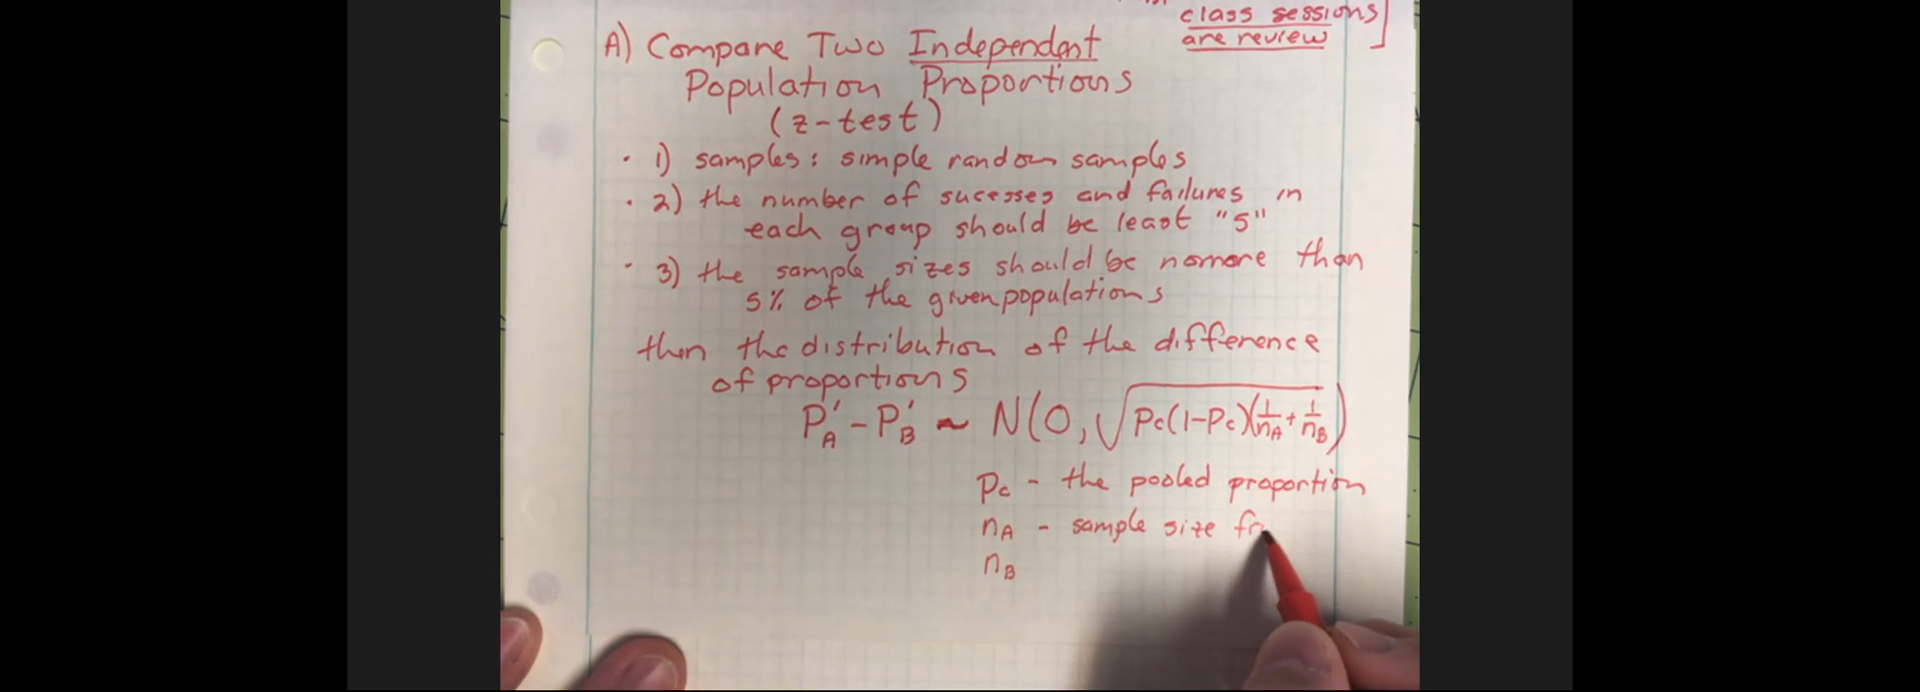 class sessions]
are review
A) Compare Two Independent
Population Proportions
(z-test)
· 1) samples: simple random samples
· 2) the number of sucesses and failures in
each group should be least "5"
· 3) the sample sizes should be nomore than
5% of the given populations
then the distribution of the difference
of proportions
P'A - P'B ~ N(0, √(Pc(1-Pc)(1/nA + 1/nB))
Pc - the pooled proportion
nA - sample size fr
nB